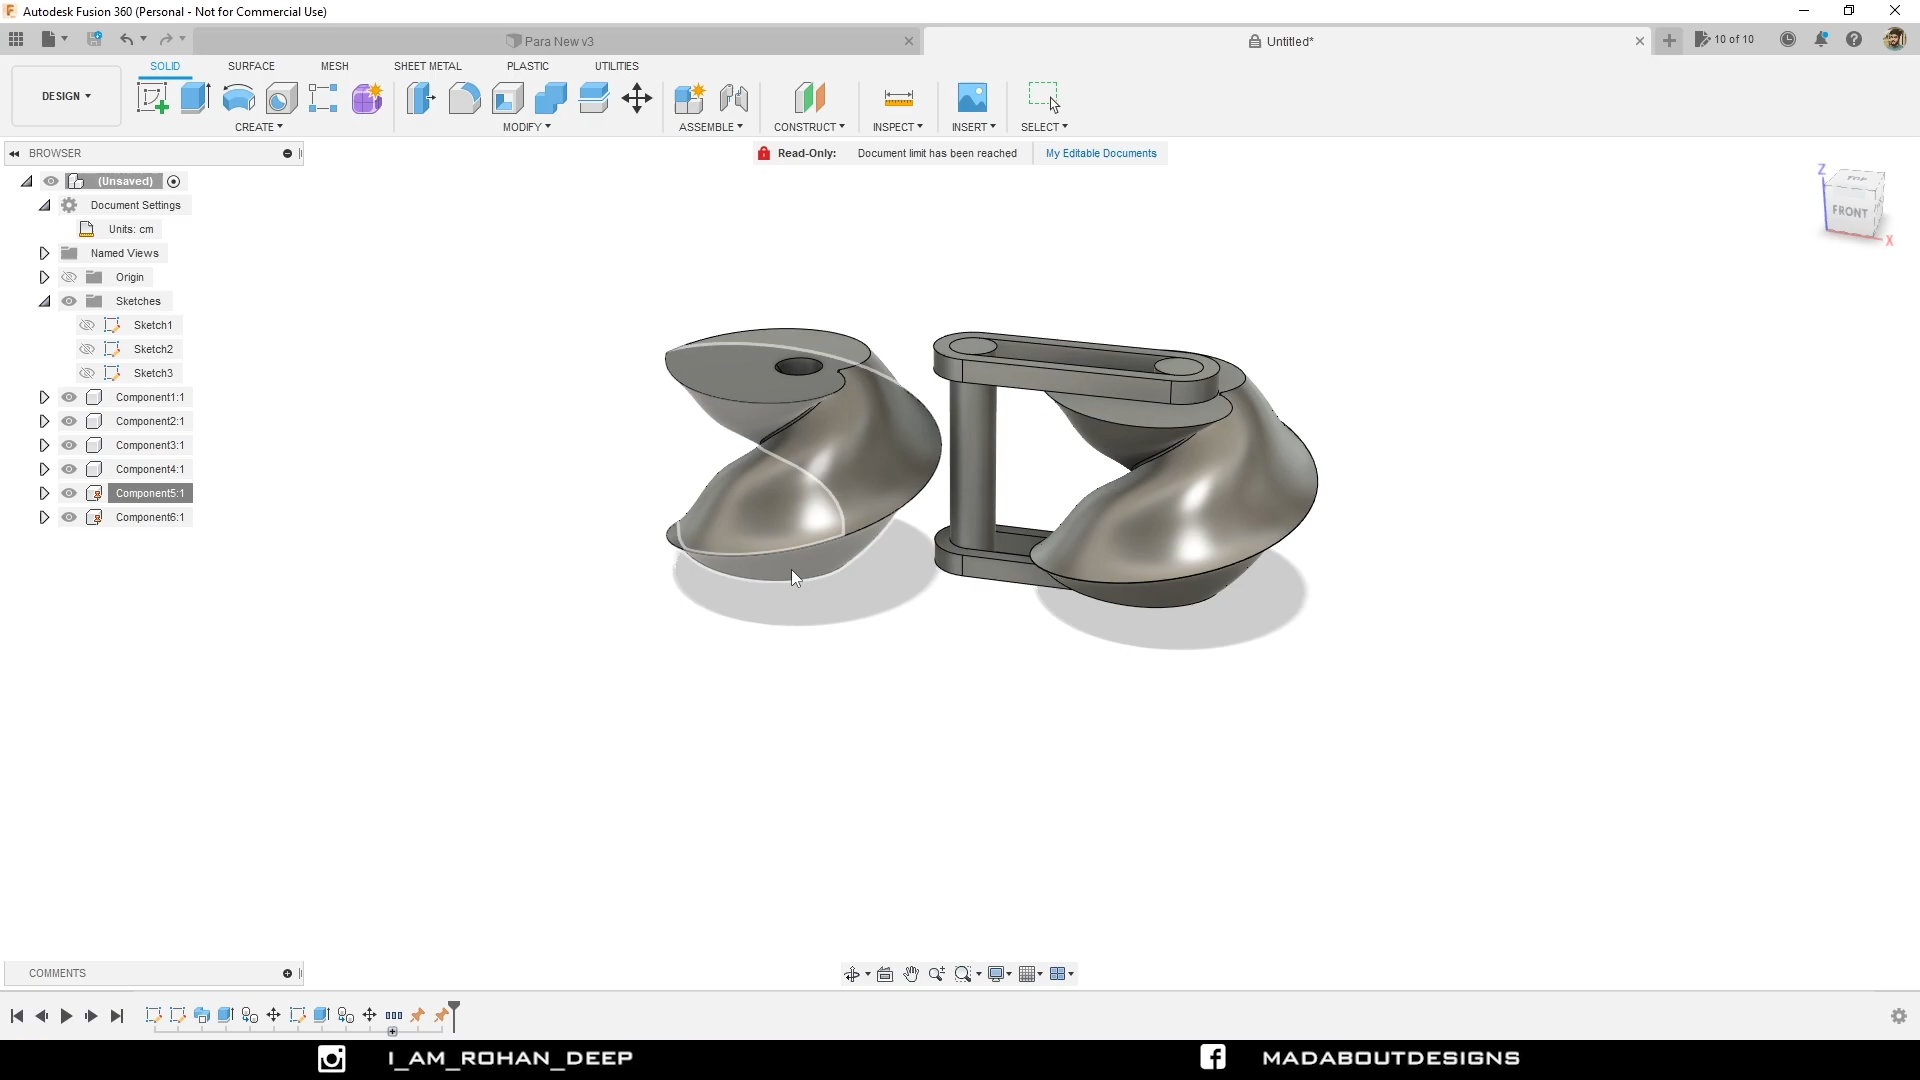 Autodesk Fusion 360 (Personal - Not for Commercial Use)
Para New v3
Untitled*
10 of 10
DESIGN
SOLID
SURFACE
MESH
SHEET METAL
PLASTIC
UTILITIES
CREATE
MODIFY
ASSEMBLE
CONSTRUCT
INSPECT
INSERT
SELECT
BROWSER
Read-Only: Document limit has been reached My Editable Documents
(Unsaved)
Document Settings
Units: cm
Named Views
Origin
Sketches
Sketch1
Sketch2
Sketch3
Component1:1
Component2:1
Component3:1
Component4:1
Component5:1
Component6:1
Z
TOP
FRONT
X
COMMENTS
I_AM_ROHAN_DEEP
MADABOUTDESIGNS